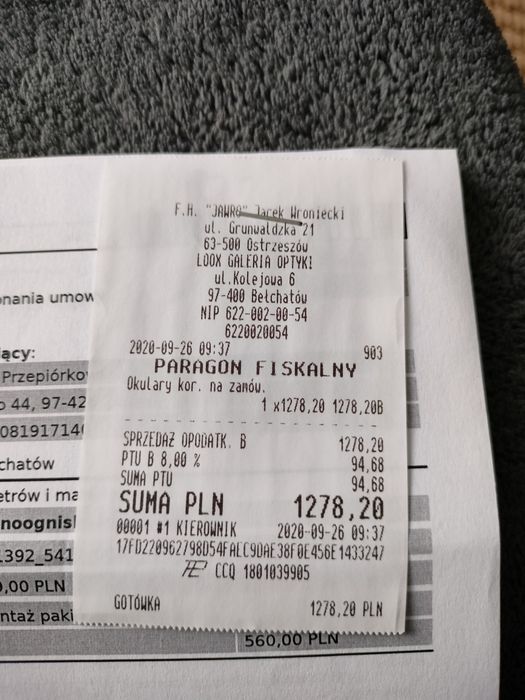 F.H. "JAWRO" Jarek Wroniecki
ul. Grunwaldzka 21
63-500 Ostrzeszów
LOOX GALERIA OPTYKI
ul.Kolejowa 6
97-400 Bełchatów
NIP 622-002-00-54
6220020054
2020-09-26 09:37 903
PARAGON FISKALNY
Okulary kor. na zamów.
1 x1278,20 1278,20B
SPRZEDAŻ OPODATK. B 1278,20
PTU B 8,00 % 94,68
SUMA PTU 94,68
SUMA PLN 1278,20
00001 #1 KIEROWNIK 2020-09-26 09:37
17FD220962798D54FAEC9DAE38F0E456E1433247
CCQ 1801039905
GOTÓWKA 1278,20 PLN
onania umow
ący:
Przepiórko
o 44, 97-42
081917140
chatów
etrów i ma
noognisk
1392_541
0,00 PLN
ntaż paki
560,00 PLN